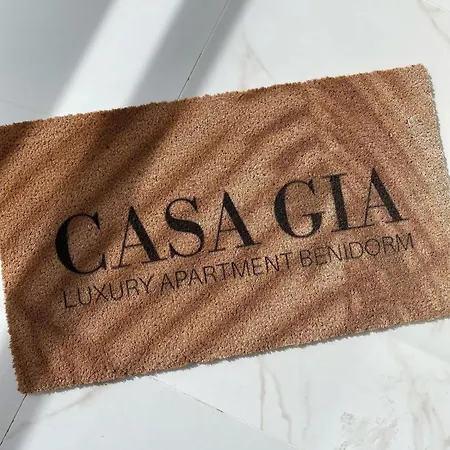 CASA GIA
LUXURY APARTMENT BENIDORM